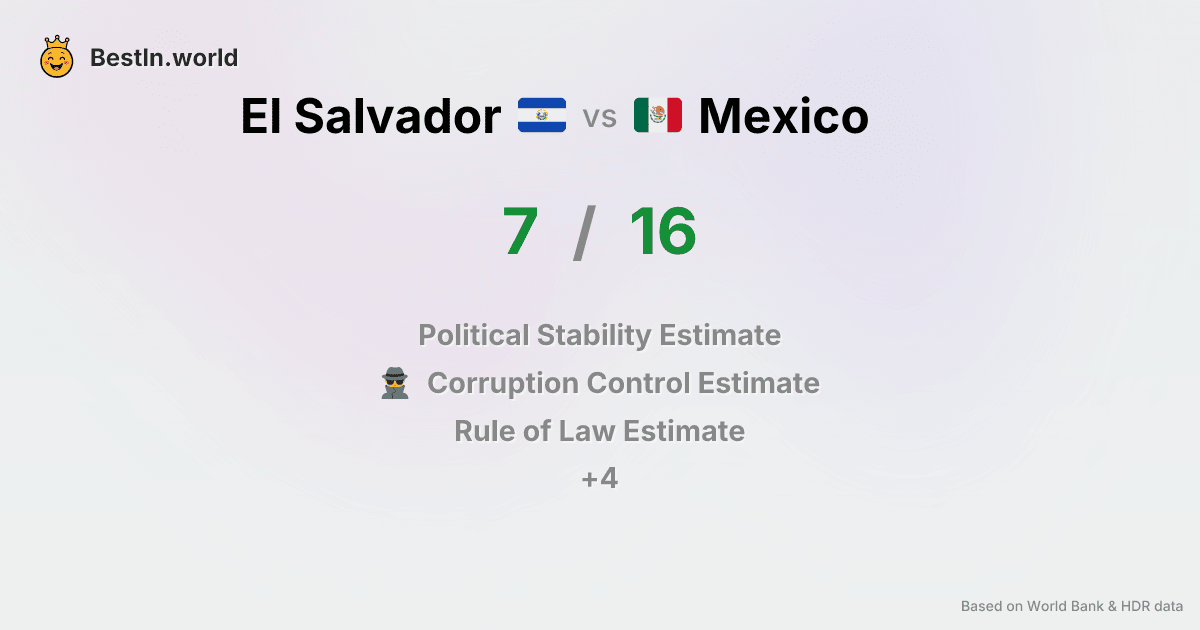 BestIn.world
El Salvador vs Mexico
7 / 16
Political Stability Estimate
Corruption Control Estimate
Rule of Law Estimate
+4
Based on World Bank & HDR data